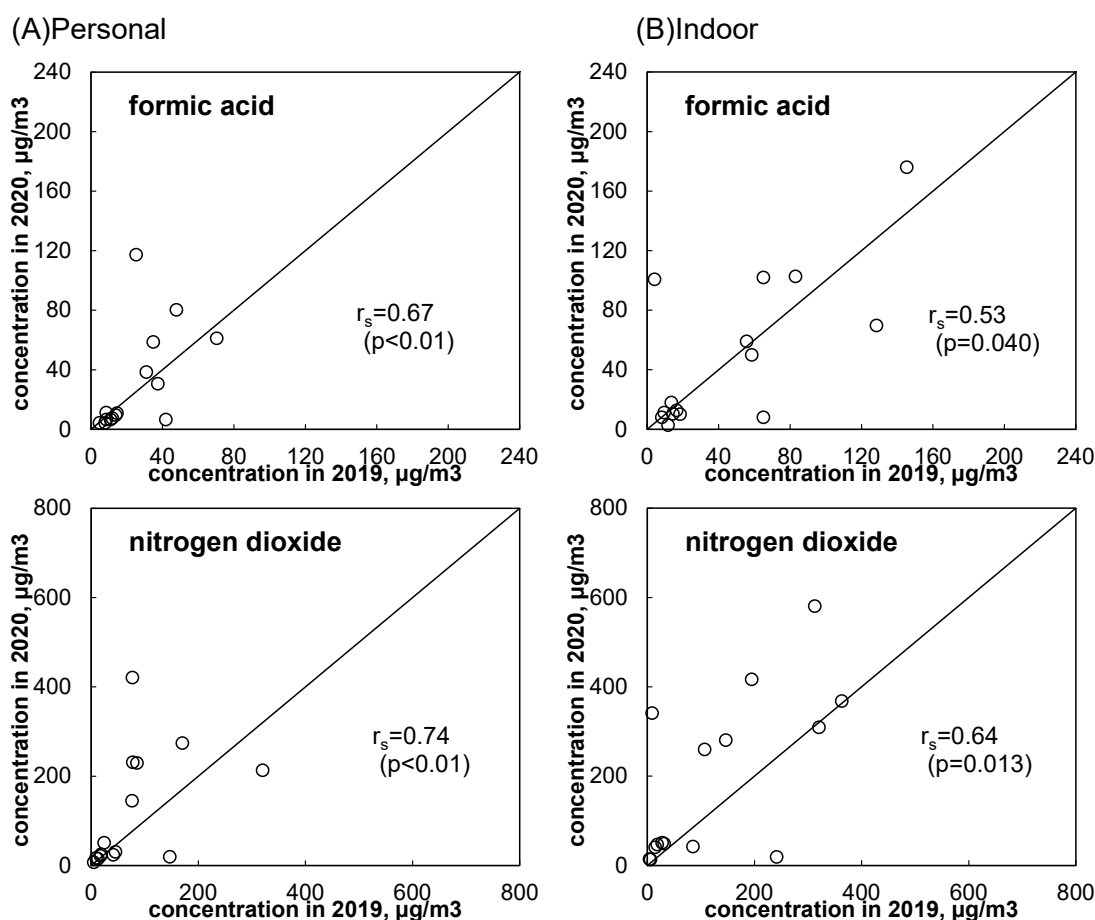 (A)Personal
(B)Indoor
formic acid
concentration in 2020, µg/m3
240
200
160
120
80
40
0
rs=0.67
(p<0.01)
0 40 80 120 160 200 240
concentration in 2019, µg/m3
formic acid
concentration in 2020, µg/m3
240
200
160
120
80
40
0
rs=0.53
(p=0.040)
0 40 80 120 160 200 240
concentration in 2019, µg/m3
nitrogen dioxide
concentration in 2020, µg/m3
800
600
400
200
0
rs=0.74
(p<0.01)
0 200 400 600 800
concentration in 2019, µg/m3
nitrogen dioxide
concentration in 2020, µg/m3
800
600
400
200
0
rs=0.64
(p=0.013)
0 200 400 600 800
concentration in 2019, µg/m3